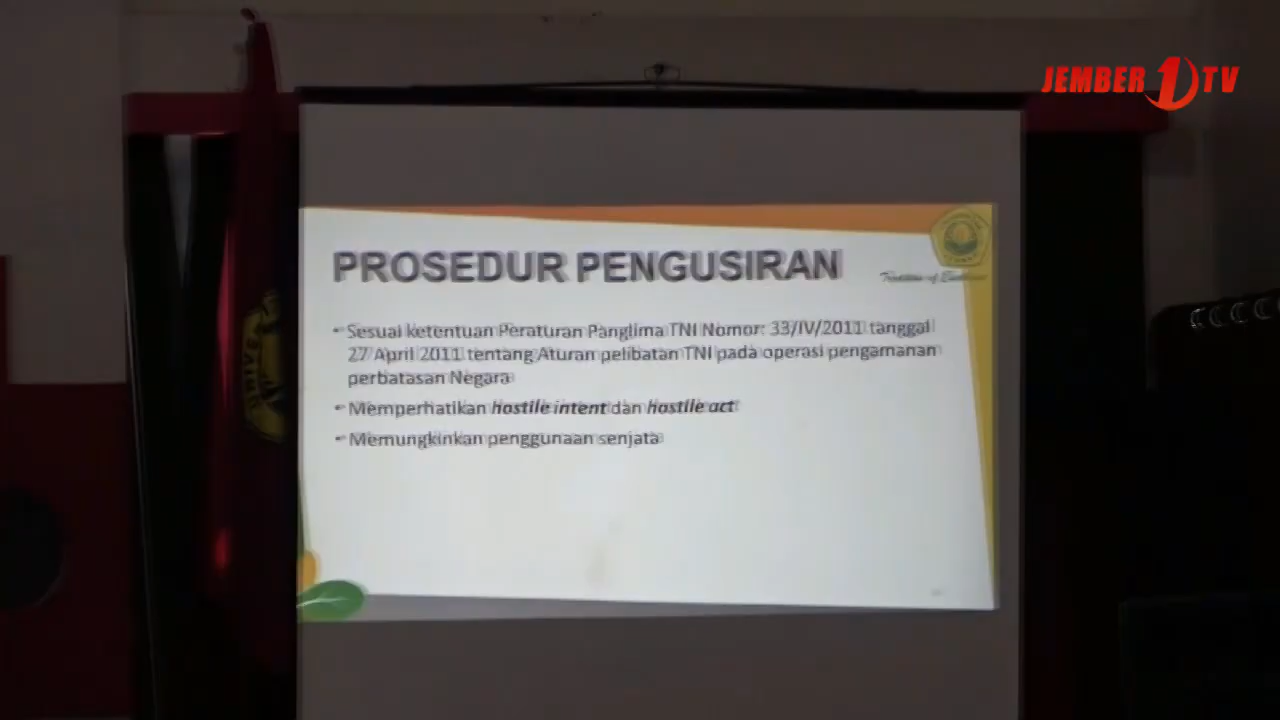 JEMBER 1 TV
PROSEDUR PENGUSIRAN
Sesuai ketentuan Peraturan Panglima TNI Nomor: 33/IV/2011 tanggal
27 April 2011 tentang Aturan pelibatan TNI pada operasi pengamanan
perbatasan Negara
Memperhatikan hostile intent dan hostile act
Memungkinkan penggunaan senjata